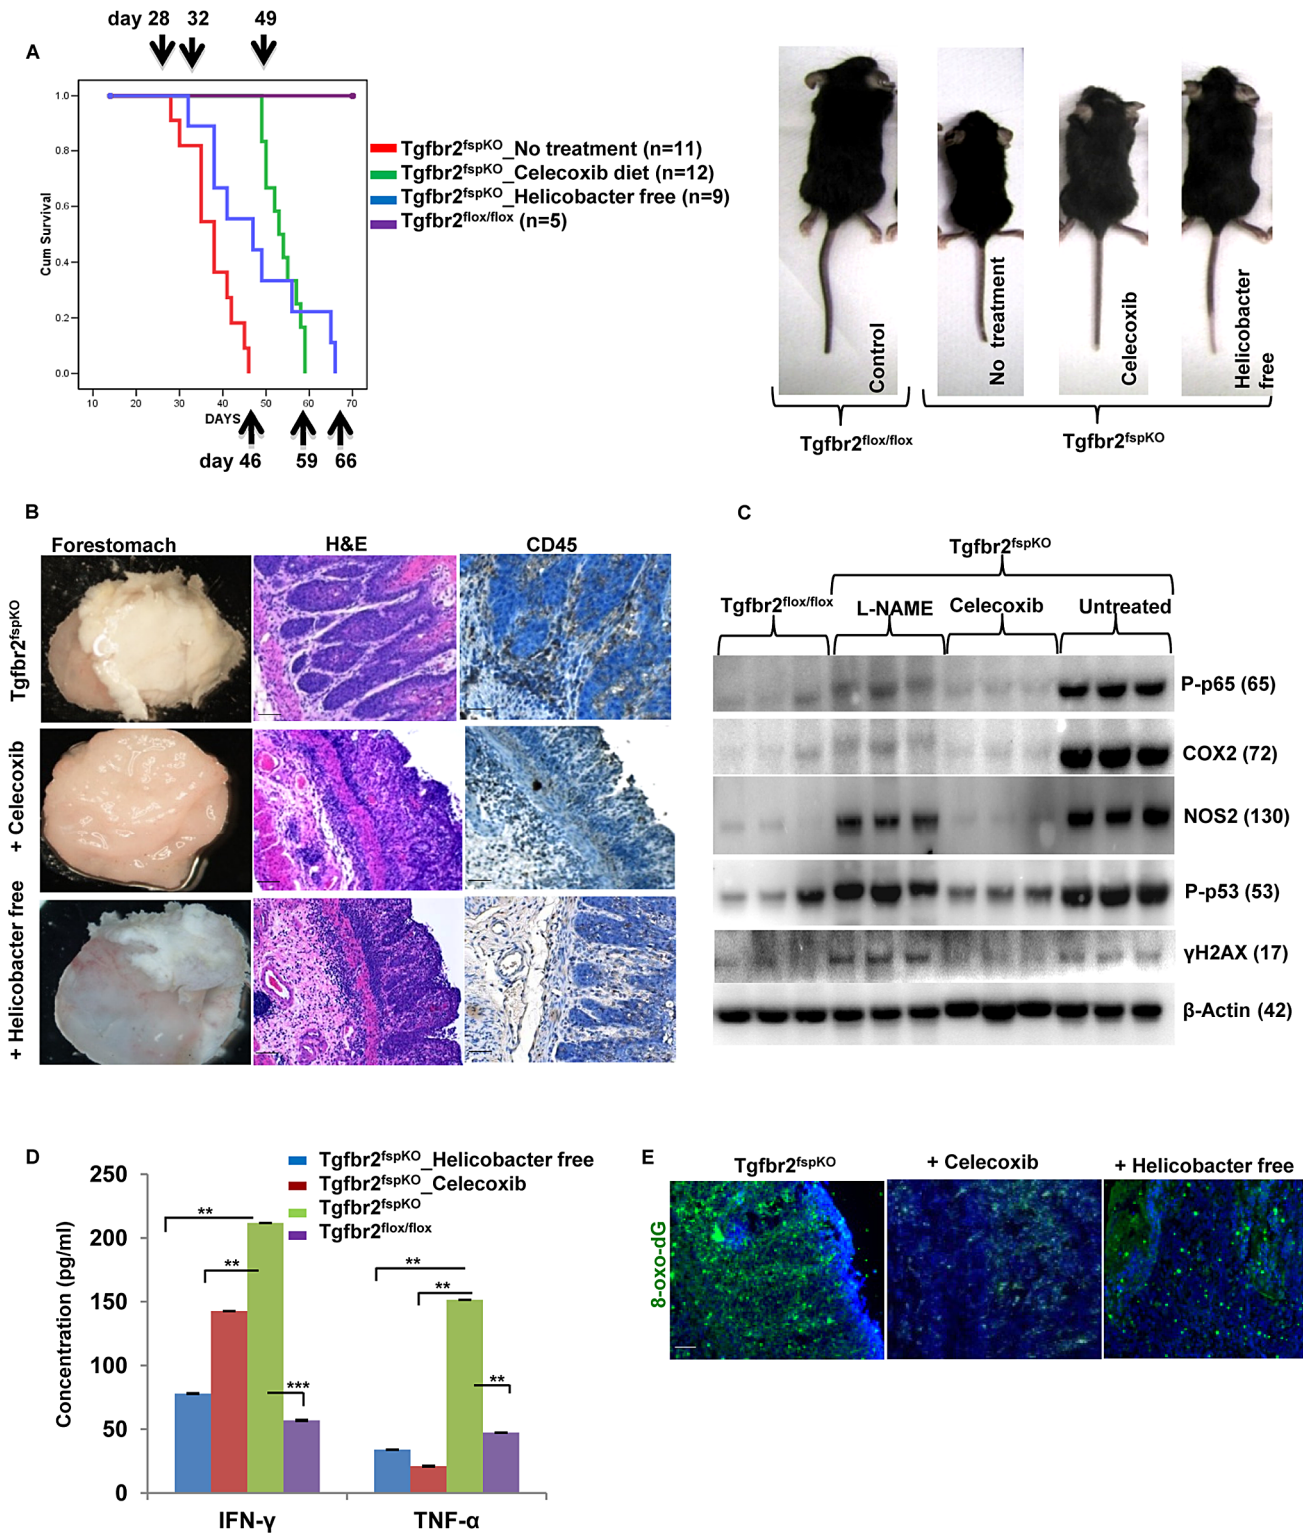 day 28 32 49
A
1.0
0.8
0.6
0.4
0.2
0.0
Cum Survival
10 20 30 40 50 60 70
DAYS
day 46 59 66
Tgfbr2fspKO_No treatment (n=11)
Tgfbr2fspKO_Celecoxib diet (n=12)
Tgfbr2fspKO_Helicobacter free (n=9)
Tgfbr2flox/flox (n=5)
Control
No treatment
Celecoxib
Helicobacter
free
Tgfbr2flox/flox
Tgfbr2fspKO
B
Forestomach H&E CD45
Tgfbr2fspKO
+ Celecoxib
+ Helicobacter free
C
Tgfbr2fspKO
Tgfbr2flox/flox L-NAME Celecoxib Untreated
P-p65 (65)
COX2 (72)
NOS2 (130)
P-p53 (53)
γH2AX (17)
β-Actin (42)
D
Tgfbr2fspKO_Helicobacter free
Tgfbr2fspKO_Celecoxib
Tgfbr2fspKO
Tgfbr2flox/flox
250
200
150
100
50
0
Concentration (pg/ml)
** **
** **
*** **
IFN-γ TNF-α
E
Tgfbr2fspKO + Celecoxib + Helicobacter free
8-oxo-dG